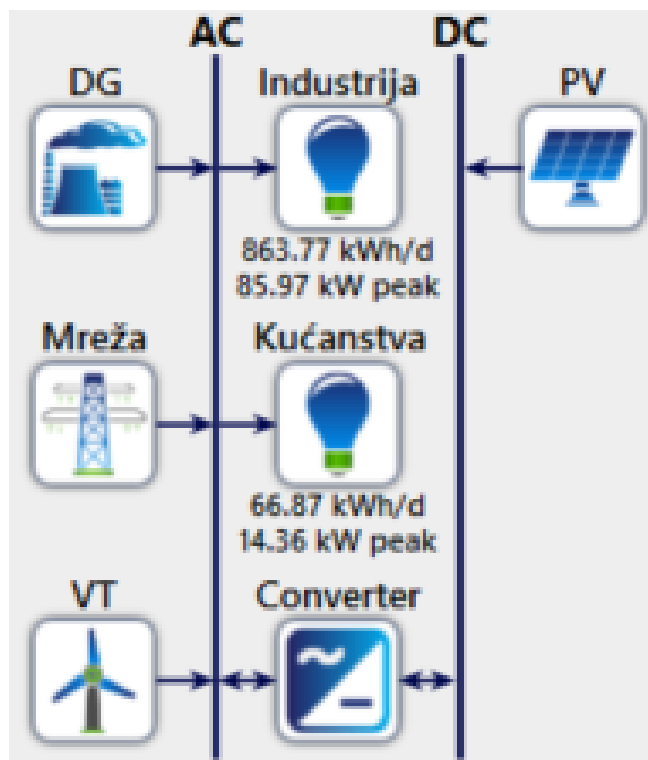 AC DC
DG Industrija PV
863.77 kWh/d
85.97 kW peak
Mreža Kućanstva
66.87 kWh/d
14.36 kW peak
VT Converter